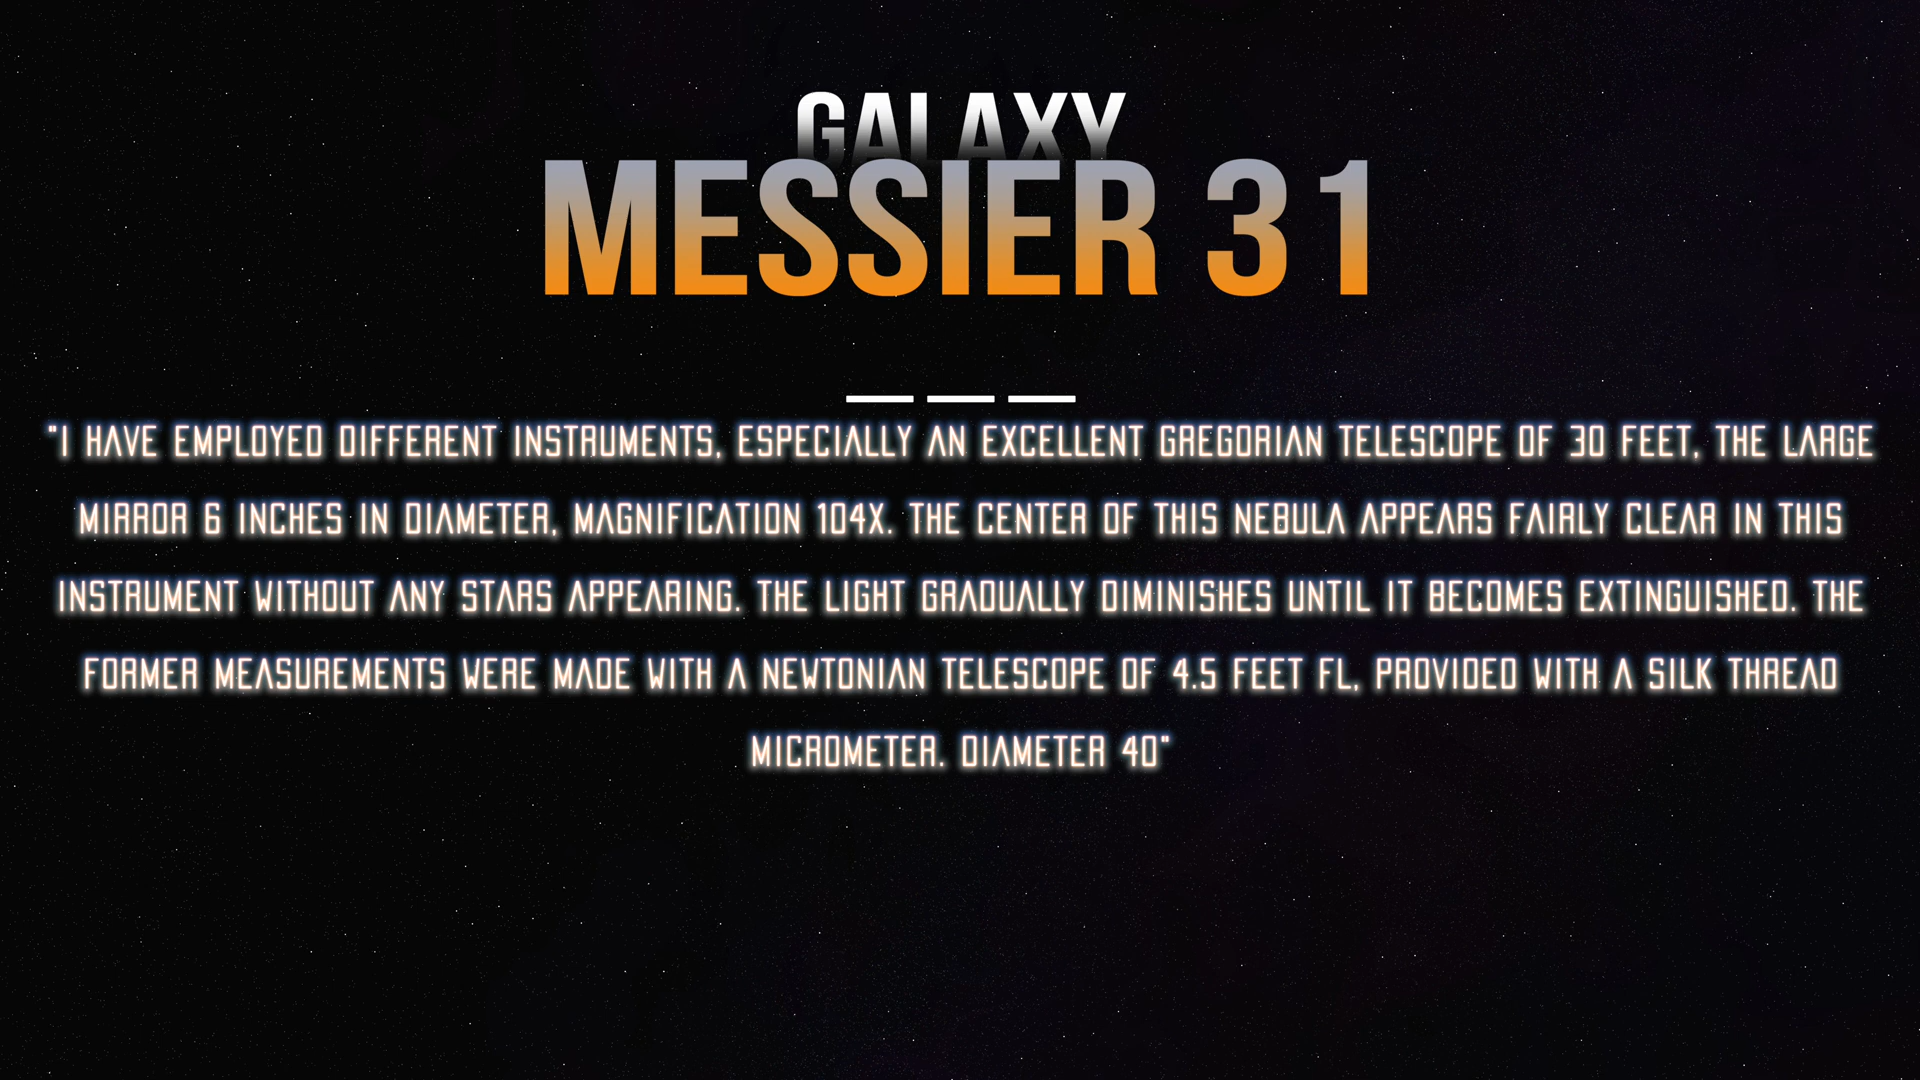 GALAXY
MESSIER 31
"I HAVE EMPLOYED DIFFERENT INSTRUMENTS, ESPECIALLY AN EXCELLENT GREGORIAN TELESCOPE OF 30 FEET, THE LARGE
MIRROR 6 INCHES IN DIAMETER, MAGNIFICATION 104X. THE CENTER OF THIS NEBULA APPEARS FAIRLY CLEAR IN THIS
INSTRUMENT WITHOUT ANY STARS APPEARING. THE LIGHT GRADUALLY DIMINISHES UNTIL IT BECOMES EXTINGUISHED. THE
FORMER MEASUREMENTS WERE MADE WITH A NEWTONIAN TELESCOPE OF 4.5 FEET FL, PROVIDED WITH A SILK THREAD
MICROMETER. DIAMETER 40"